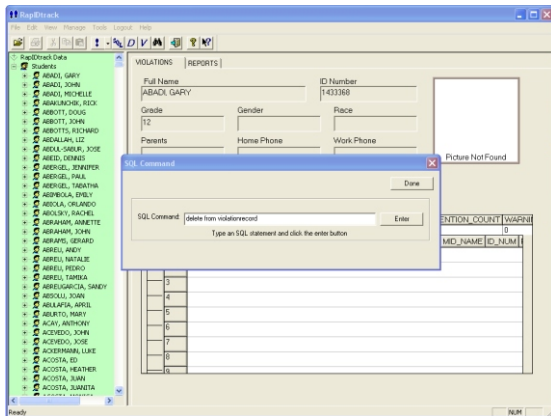 RapIDtrack
File Edit View Manage Tools Logout Help
RapIDtrack Data
Students
ABADI, GARY
ABADI, JOHN
ABADI, MICHELLE
ABAKUNCHIK, RICK
ABBOTT, DOUG
ABBOTT, JOHN
ABBOTTS, RICHARD
ABDALLAH, LIZ
ABDUL-SABUR, JOSE
ABEID, DENNIS
ABERGEL, JENNIFER
ABERGEL, PAUL
ABERGEL, TABATHA
ABIMBOLA, EMILY
ABIOLA, ORLANDO
ABOLSKY, RACHEL
ABRAHAM, ANNETTE
ABRAHAM, JOHN
ABRAMS, GERARD
ABREU, ANDY
ABREU, NATALIE
ABREU, PEDRO
ABREU, TAMIKA
ABREUGARCIA, SANDY
ABSOLU, JOAN
ABULAFIA, APRIL
ABURTO, MARY
ACAY, ANTHONY
ACEVEDO, JOHN
ACEVEDO, JOSE
ACKERMANN, LUKE
ACOSTA, ED
ACOSTA, HEATHER
ACOSTA, JUAN
ACOSTA, JUANITA
VIOLATIONS REPORTS
Full Name ID Number
ABADI, GARY 1433368
Grade Gender Race
12
Parents Home Phone Work Phone
Picture Not Found
SQL Command
Done
SQL Command: delete from violationrecord Enter
Type an SQL statement and click the enter button
ENTION_COUNT WARNI
0
MID_NAME ID_NUM
3
4
5
6
7
8
9
Ready NUM